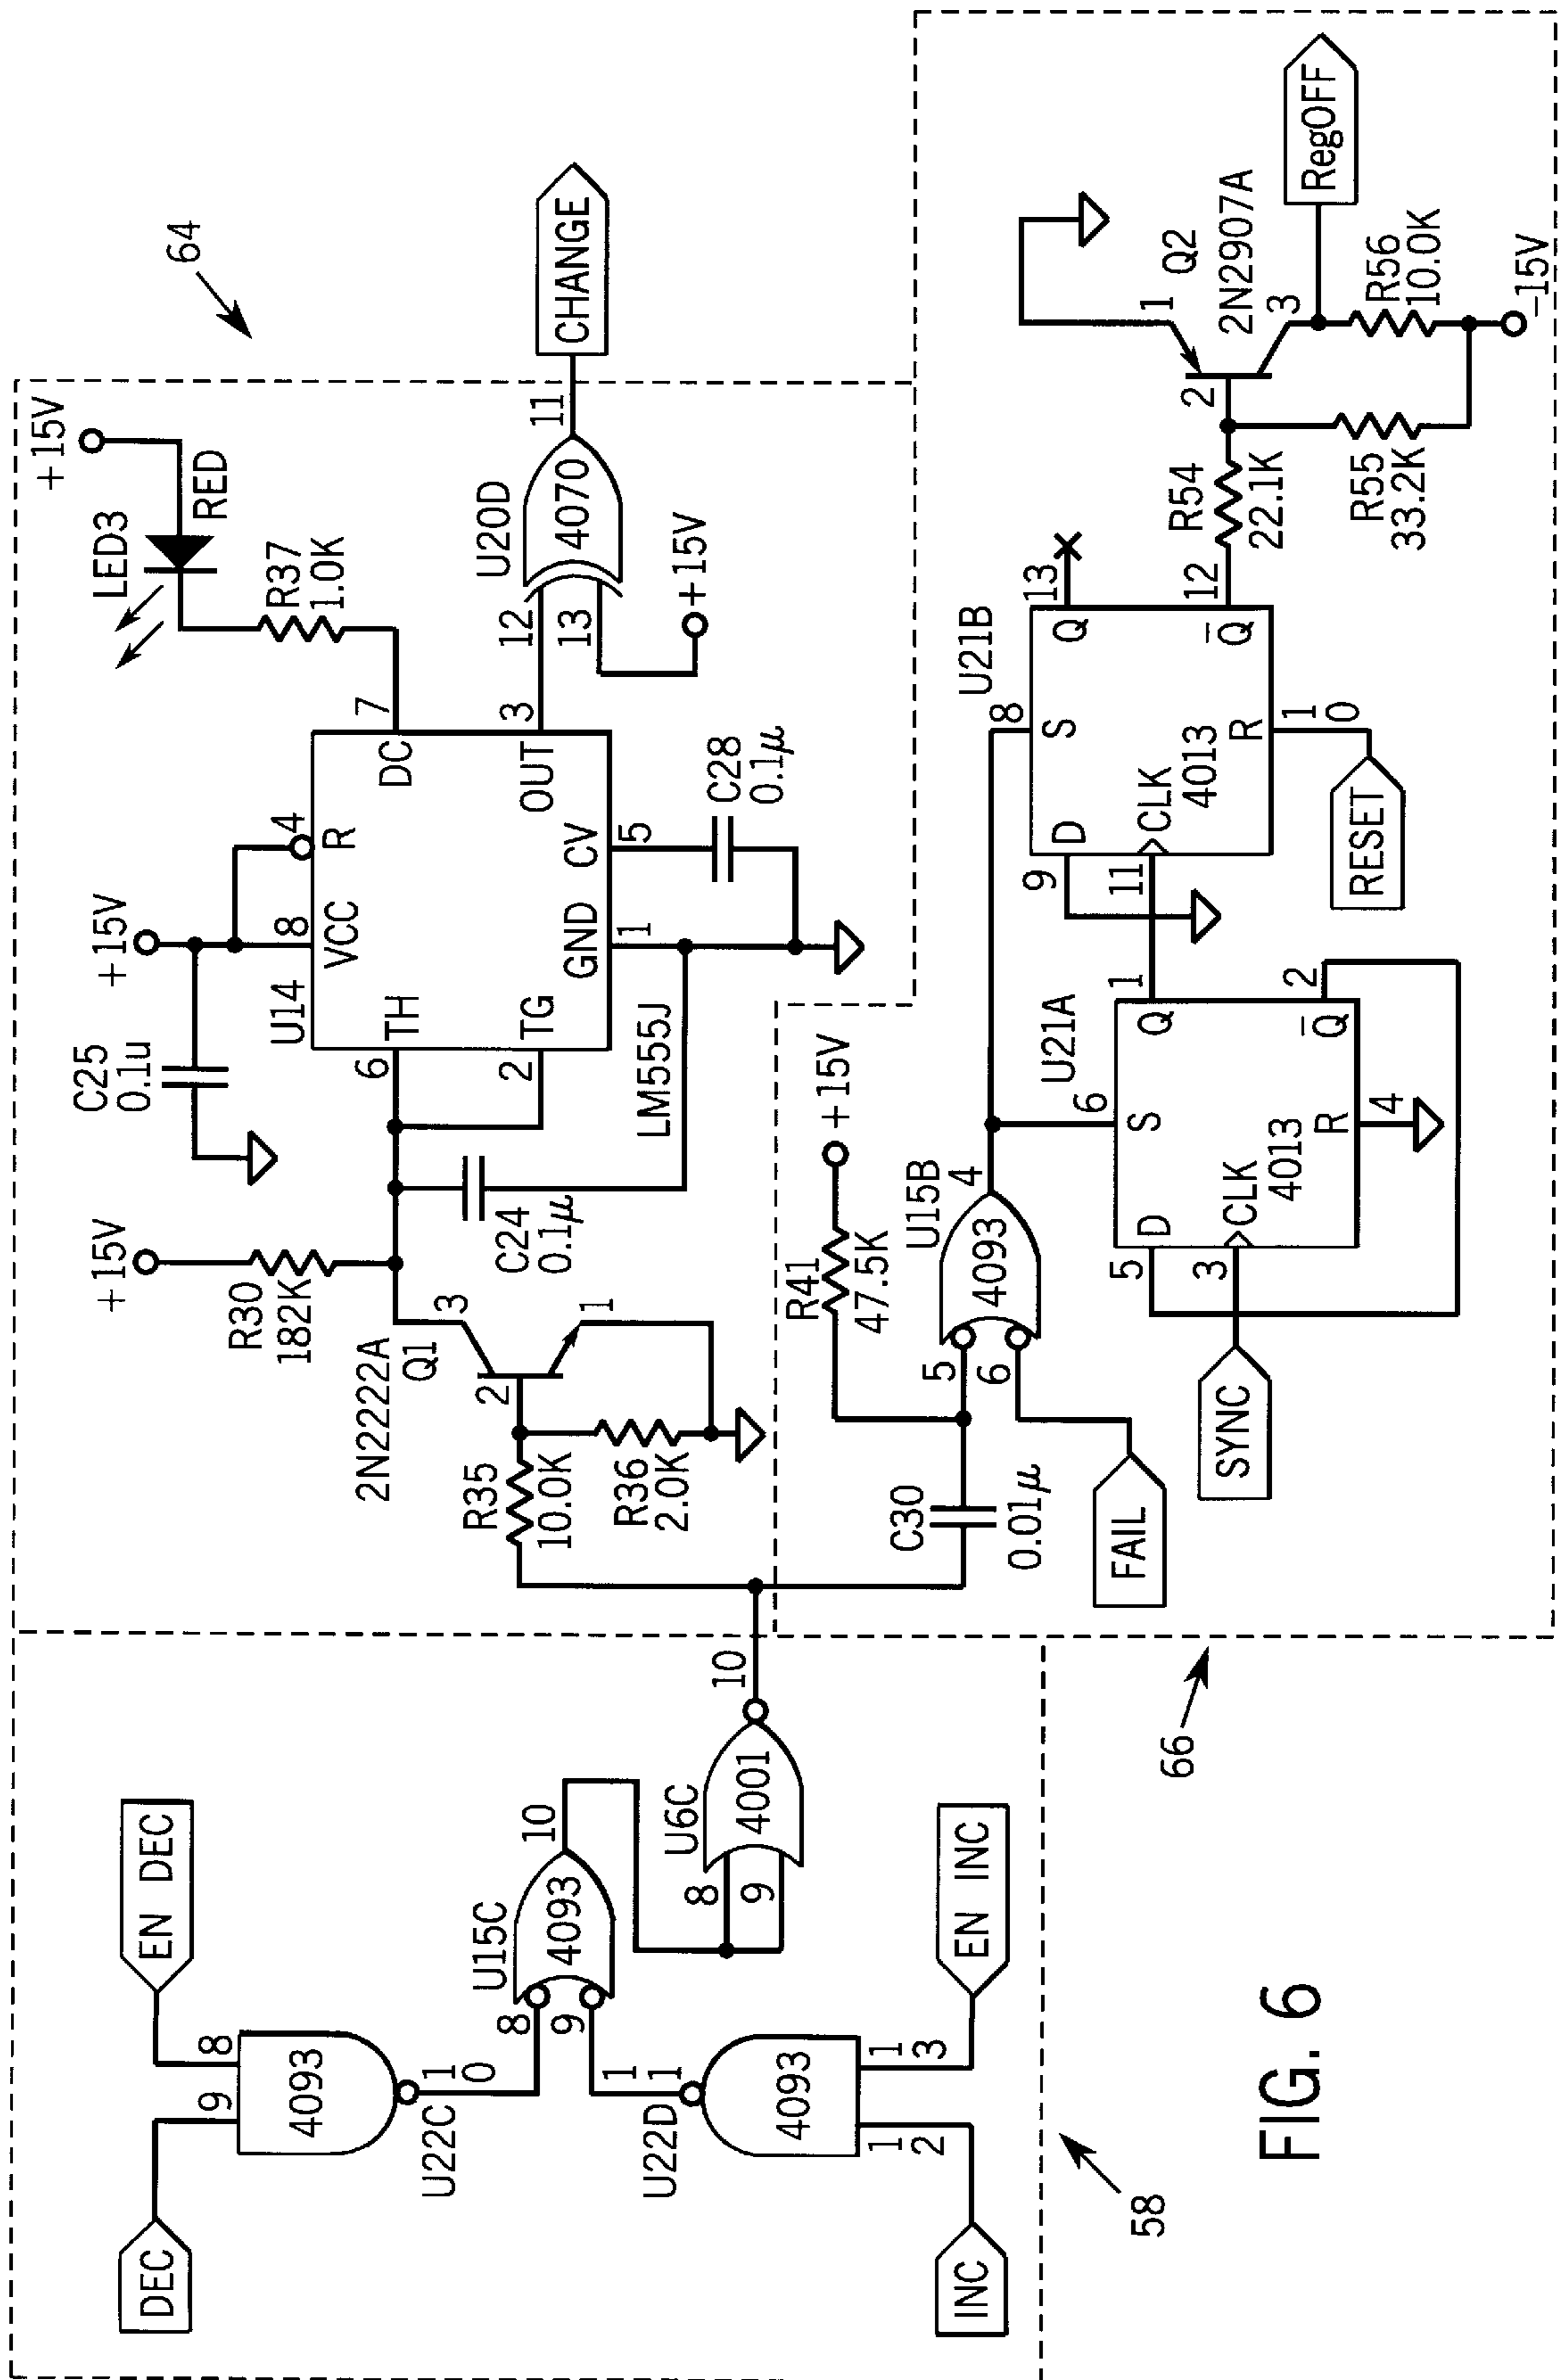 DEC
EN DEC
9
8
4093
U22C
1
0
U15C
8
9
4093
10
U22D
1
1
4093
1
2
1
3
INC
EN INC
58
U6C
8
9
4001
10
64
+15V
R30
182K
2N2222A
Q1
3
2
1
R35
10.0K
R36
2.0K
C24
0.1μ
C25
0.1u
+15V
U14
8
4
VCC
R
6
TH
DC
7
2
TG
OUT
3
GND
CV
1
5
LM555J
C28
0.1μ
LED3
RED
+15V
R37
1.0K
U20D
12
13
4070
11
+15V
CHANGE
66
C30
0.01μ
R41
47.5K
+15V
FAIL
U15B
5
6
4093
4
SYNC
U21A
6
S
5
D
Q
1
3
CLK
4013
Q
2
R
4
U21B
8
S
9
D
Q
13
11
CLK
4013
Q
12
R
1
0
RESET
R54
22.1K
R55
33.2K
Q2
2N2907A
1
2
3
R56
10.0K
-15V
RegOFF
FIG. 6